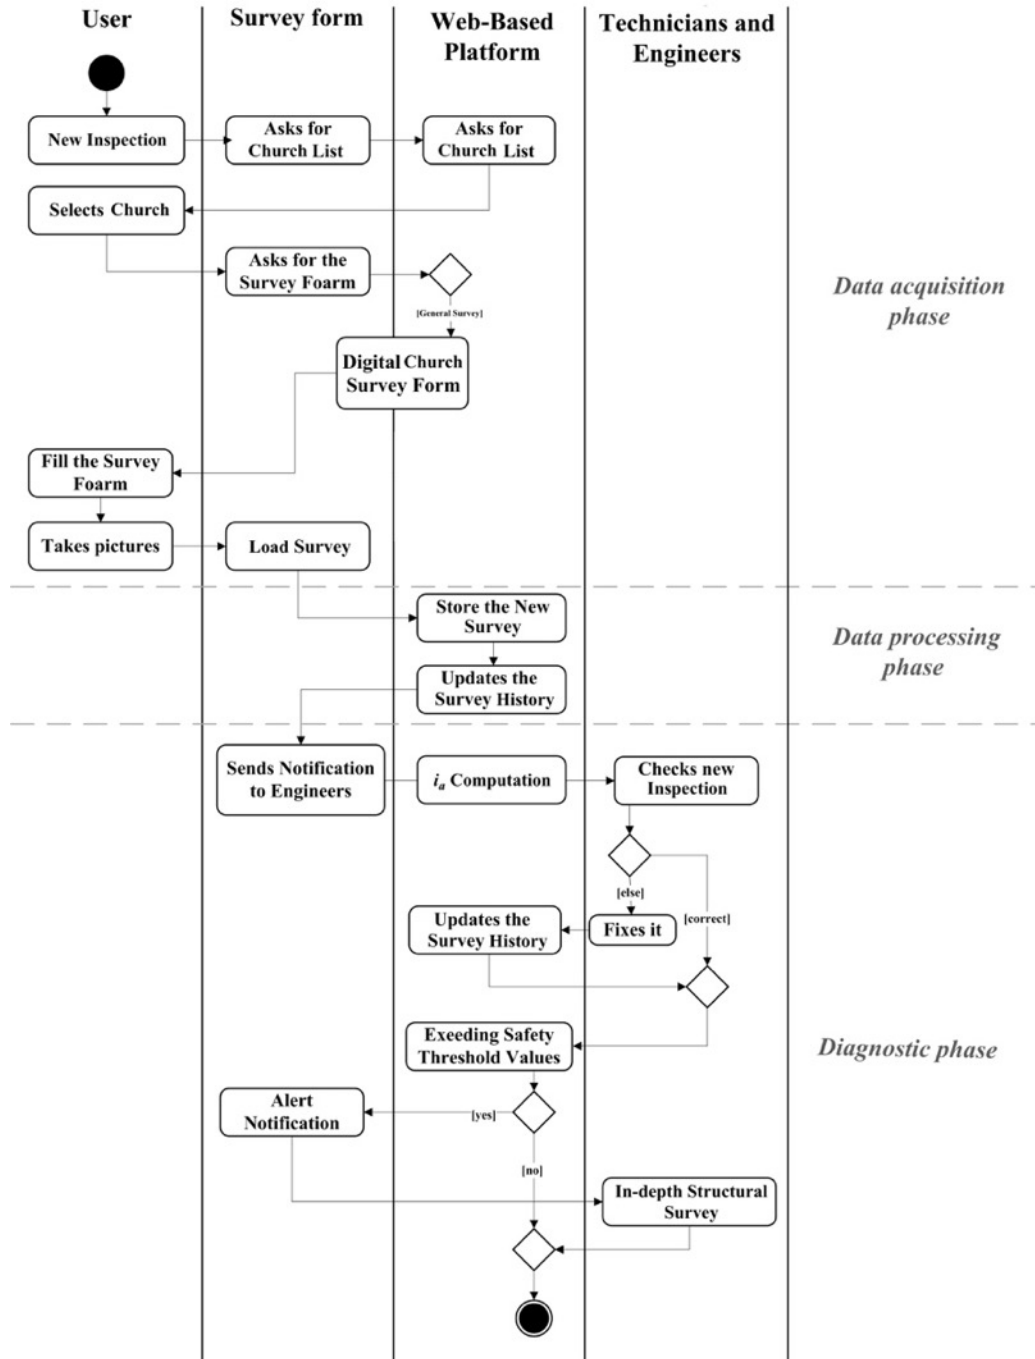 User
Survey form
Web-Based
Platform
Technicians and
Engineers
New Inspection
Asks for
Church List
Asks for
Church List
Selects Church
Asks for the
Survey Foarm
[General Survey]
Data acquisition
phase
Digital Church
Survey Form
Fill the Survey
Foarm
Takes pictures
Load Survey
Store the New
Survey
Data processing
phase
Updates the
Survey History
Sends Notification
to Engineers
iₐ Computation
Checks new
Inspection
[else]
[correct]
Updates the
Survey History
Fixes it
Exeeding Safety
Threshold Values
Diagnostic phase
Alert
Notification
[yes]
[no]
In-depth Structural
Survey